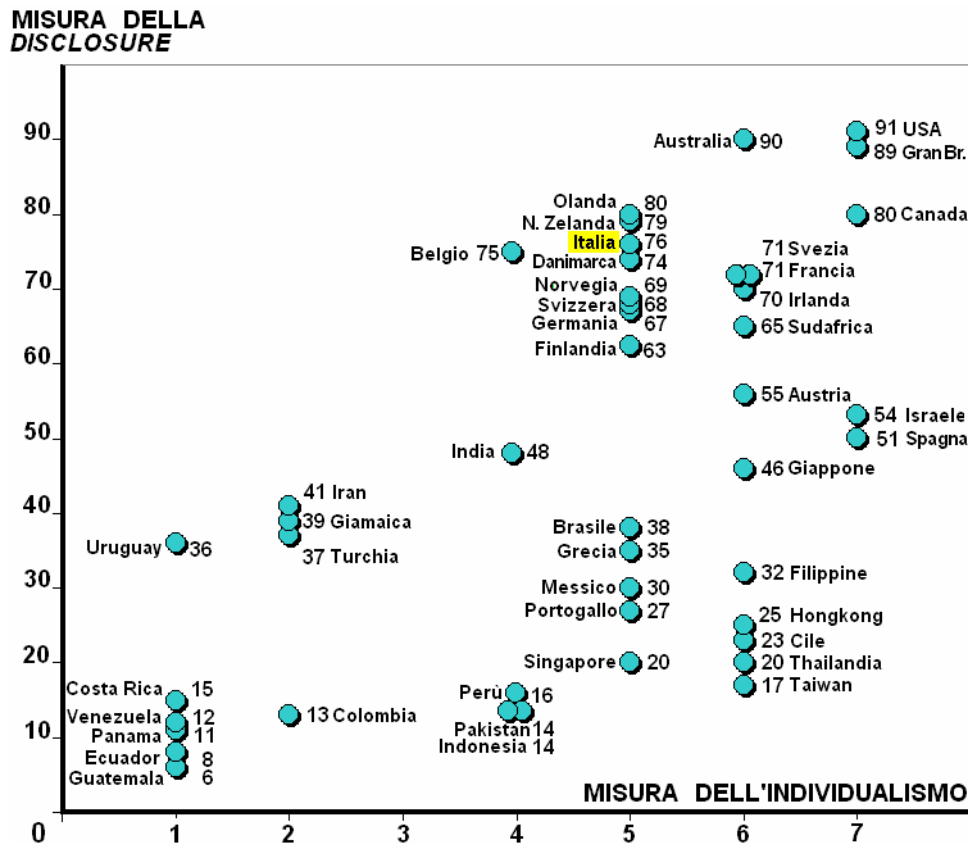 MISURA DELLA
DISCLOSURE
90
Australia 90
91 USA
89 Gran Br.
80
Olanda 80
80 Canada
N. Zelanda 79
Italia 76
Belgio 75
Danimarca 74
71 Svezia
71 Francia
70
Norvegia 69
70 Irlanda
Svizzera 68
Germania 67
65 Sudafrica
Finlandia 63
60
55 Austria
54 Israele
50
51 Spagna
India 48
46 Giappone
41 Iran
40
39 Giamaica
Brasile 38
Uruguay 36
37 Turchia
Grecia 35
30
32 Filippine
Messico 30
Portogallo 27
25 Hongkong
23 Cile
20
Singapore 20
20 Thailandia
17 Taiwan
Costa Rica 15
Perù 16
Venezuela 12
13 Colombia
Panama 11
Pakistan 14
10
Indonesia 14
Ecuador 8
Guatemala 6
MISURA DELL'INDIVIDUALISMO
0 1 2 3 4 5 6 7